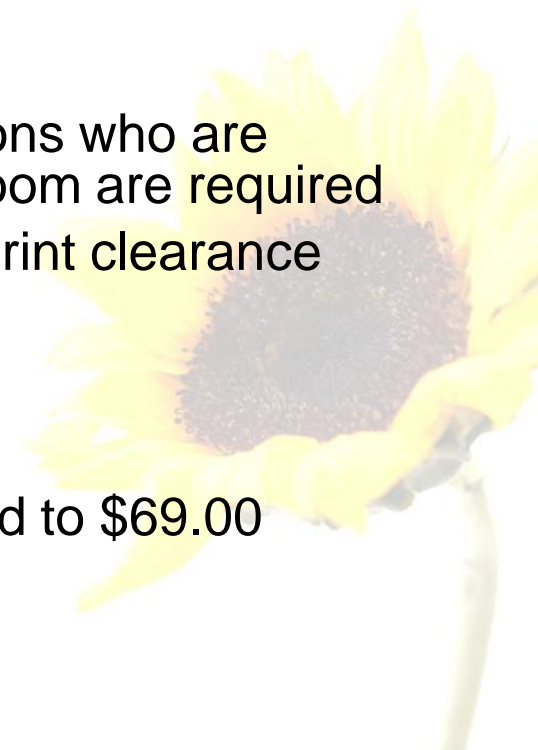 ons who are
oom are required
rint clearance
d to $69.00